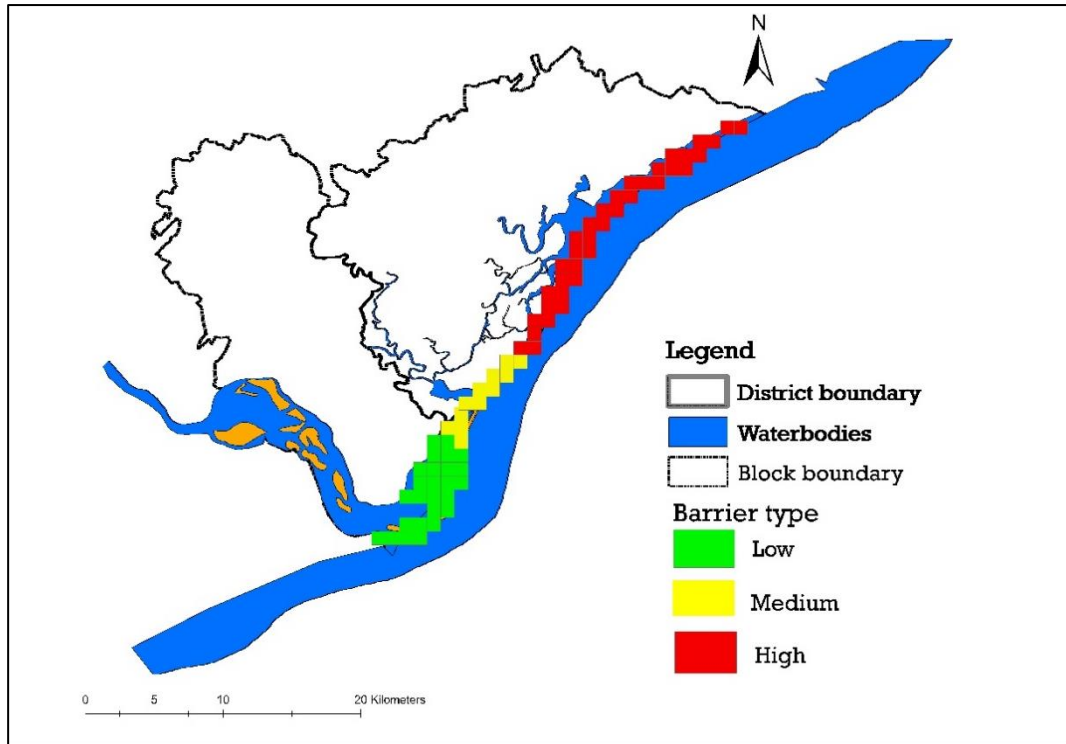 N
Legend
District boundary
Waterbodies
Block boundary
Barrier type
Low
Medium
High
0 5 10 20 Kilometers